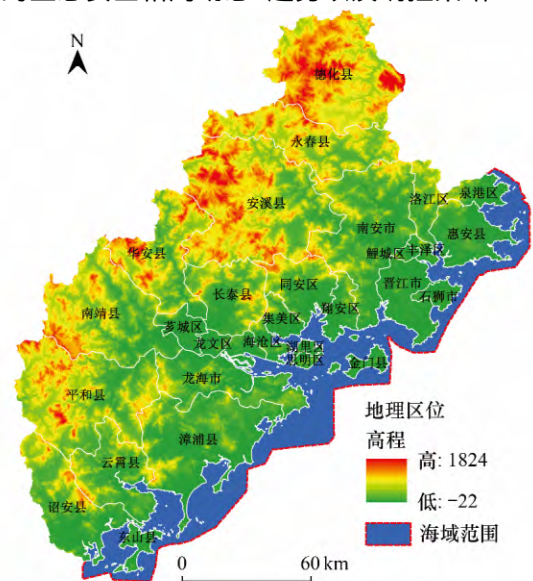 N
德化县
永春县
安溪县
洛江区
泉港区
南安市
惠安县
华安县
鲤城区
丰泽区
晋江市
长泰县
同安区
石狮市
南靖县
翔安区
芗城区
集美区
龙文区
海沧区
湖里区
思明区
金门县
龙海市
平和县
漳浦县
云霄县
诏安县
东山县
地理区位
高程
高: 1824
低: -22
海域范围
0 60 km